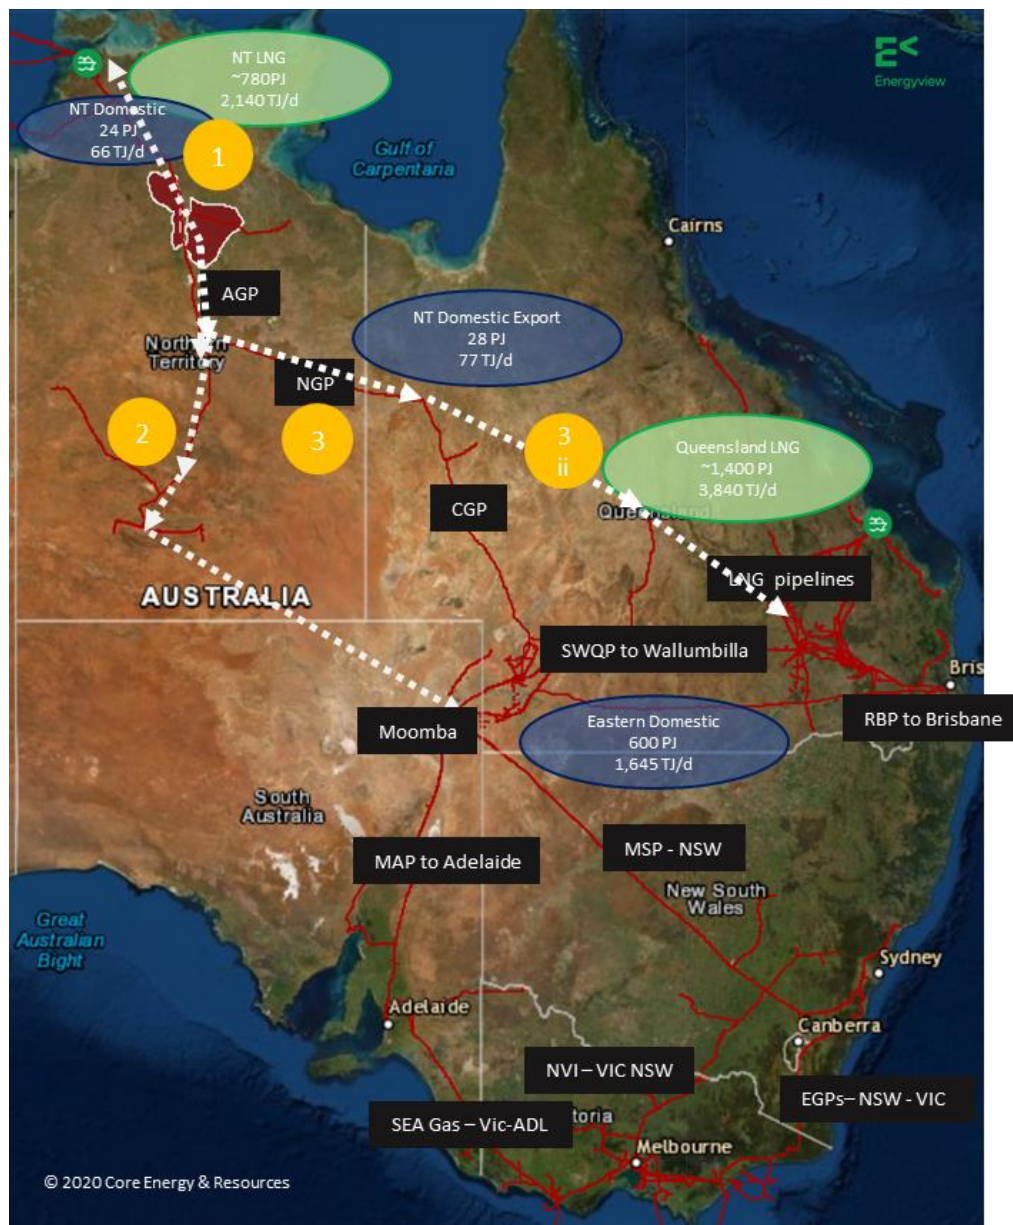 NT LNG
~780PJ
2,140 TJ/d
E<
Energyview
NT Domestic
24 PJ
66 TJ/d
1
Gulf of
Carpentaria
Cairns
AGP
NT Domestic Export
28 PJ
77 TJ/d
Northern
Territory
NGP
2
3
3
ii
Queensland LNG
~1,400 PJ
3,840 TJ/d
CGP
Queensland
LNG pipelines
AUSTRALIA
SWQP to Wallumbilla
Bris
RBP to Brisbane
Moomba
Eastern Domestic
600 PJ
1,645 TJ/d
South
Australia
MAP to Adelaide
MSP - NSW
New South
Wales
Great
Australian
Bight
Sydney
Adelaide
Canberra
NVI – VIC NSW
EGPs– NSW - VIC
SEA Gas – Vic-ADL
toria
Melbourne
© 2020 Core Energy & Resources